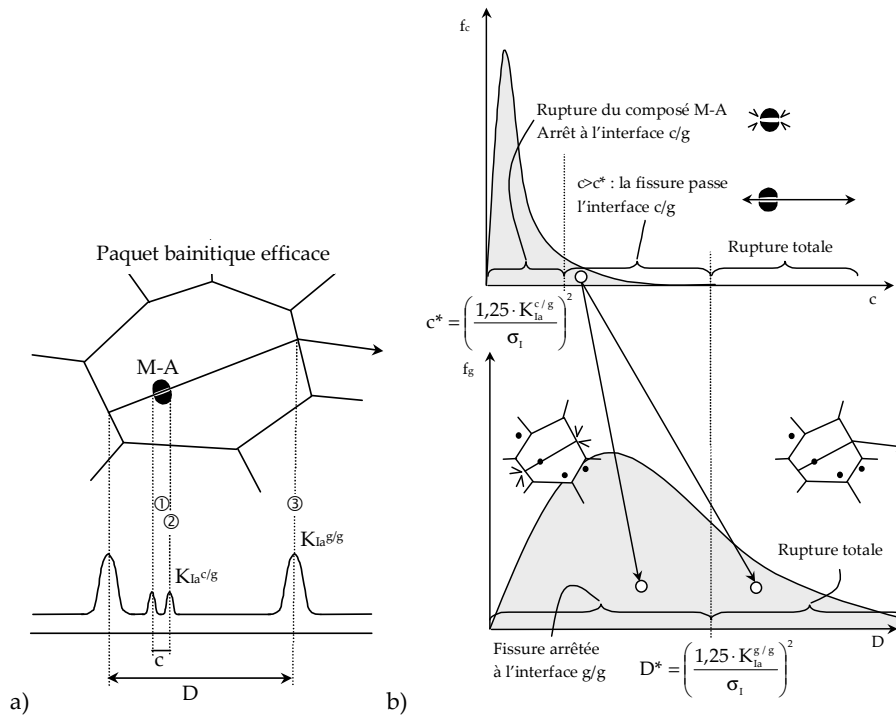 Paquet bainitique efficace
M-A
①
②
③
K_Ia^g/g
K_Ia^c/g
c
D
a)
f_c
Rupture du composé M-A
Arrêt à l'interface c/g
c>c* : la fissure passe
l'interface c/g
Rupture totale
c
c* = (1,25 · K_Ia^c/g / σ_I)^2
f_g
Rupture totale
Fissure arrêtée
à l'interface g/g
D
D* = (1,25 · K_Ia^g/g / σ_I)^2
b)